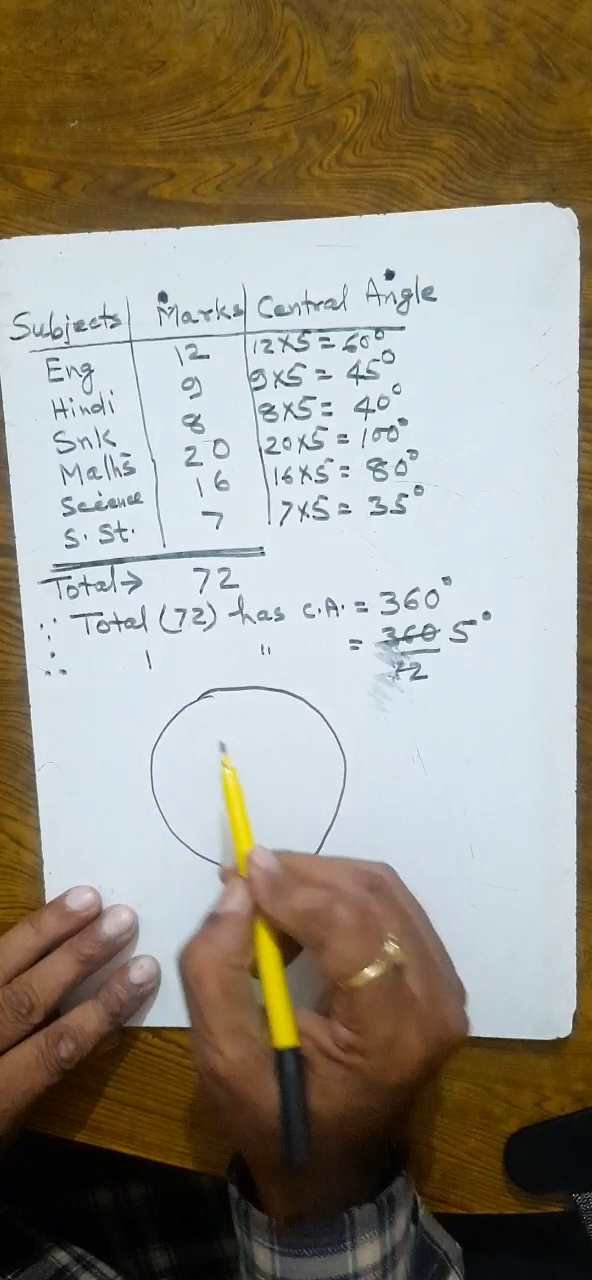 Subjects Marks Central Angle
Eng 12 12×5 = 60°
Hindi 9 9×5 = 45°
Snk 8 8×5 = 40°
Maths 20 20×5 = 100°
Science 16 16×5 = 80°
S. St. 7 7×5 = 35°
Total → 72
∵ Total (72) has C.A. = 360°
∴ 1 " = 360/72 5°